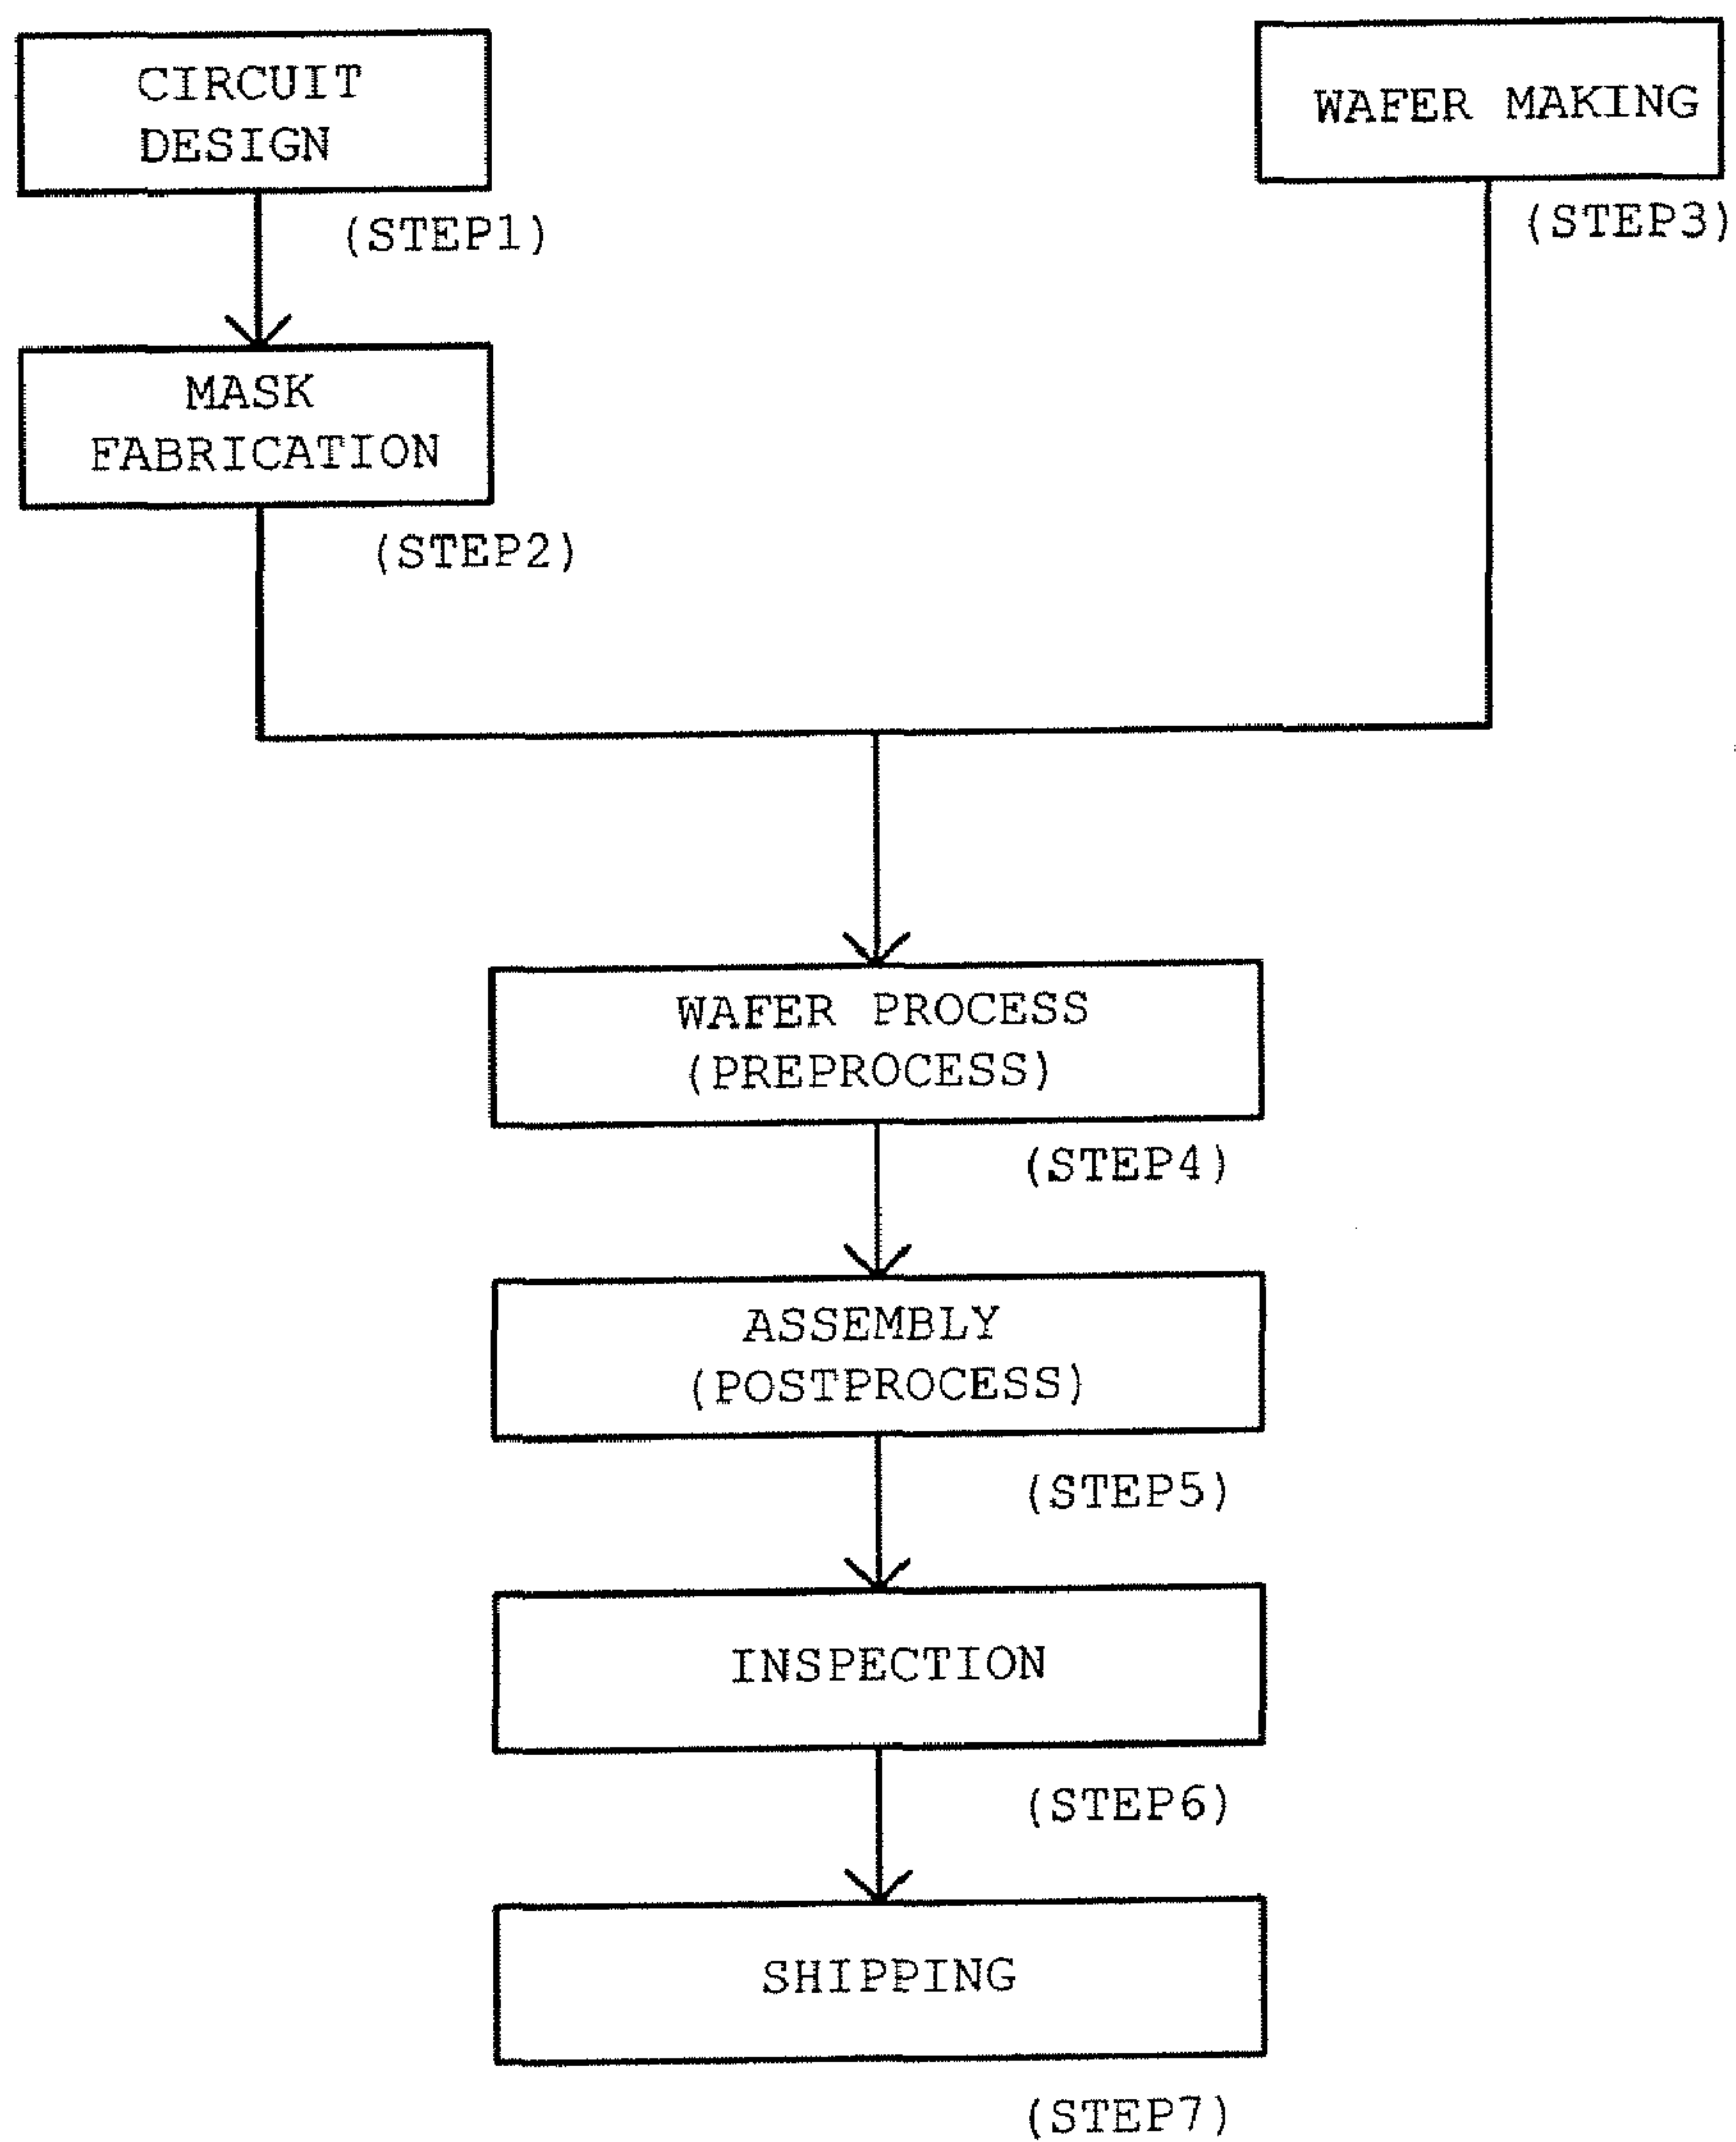 CIRCUIT
DESIGN
(STEP1)
MASK
FABRICATION
(STEP2)
WAFER MAKING
(STEP3)
WAFER PROCESS
(PREPROCESS)
(STEP4)
ASSEMBLY
(POSTPROCESS)
(STEP5)
INSPECTION
(STEP6)
SHIPPING
(STEP7)